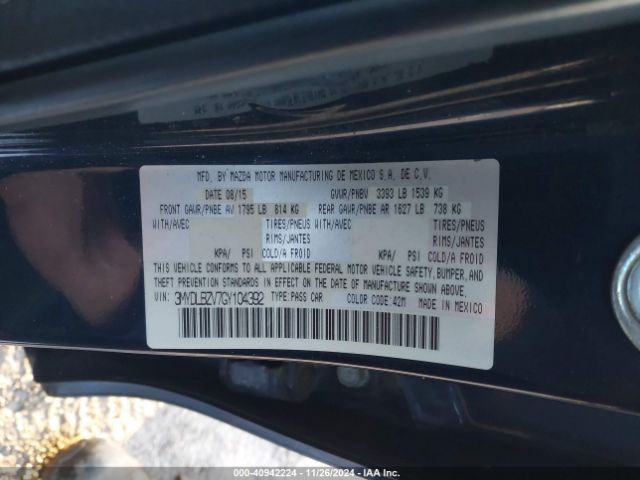 MFD. BY MAZDA MOTOR MANUFACTURING DE MEXICO S.A. DE C.V.
DATE 08/15 GVWR/PNBV 3393 LB 1539 KG
FRONT GAWR/PNBE AV 1795 LB 814 KG REAR GAWR/PNBE AR 1627 LB 738 KG
WITH/AVEC TIRES/PNEUS WITH/AVEC TIRES/PNEUS
RIMS/JANTES RIMS/JANTES
KPA/ PSI COLD/A FROID KPA/ PSI COLD/A FROID
THIS VEHICLE CONFORMS TO ALL APPLICABLE FEDERAL MOTOR VEHICLE SAFETY, BUMPER, AND
THEFT PREVENTION STANDARDS IN EFFECT ON THE DATE OF MANUFACTURE SHOWN ABOVE.
VIN: 3MYDLBZV7GY104392 TYPE: PASS CAR COLOR CODE: 42M MADE IN MEXICO
000-40942224 - 11/26/2024 - IAA Inc.